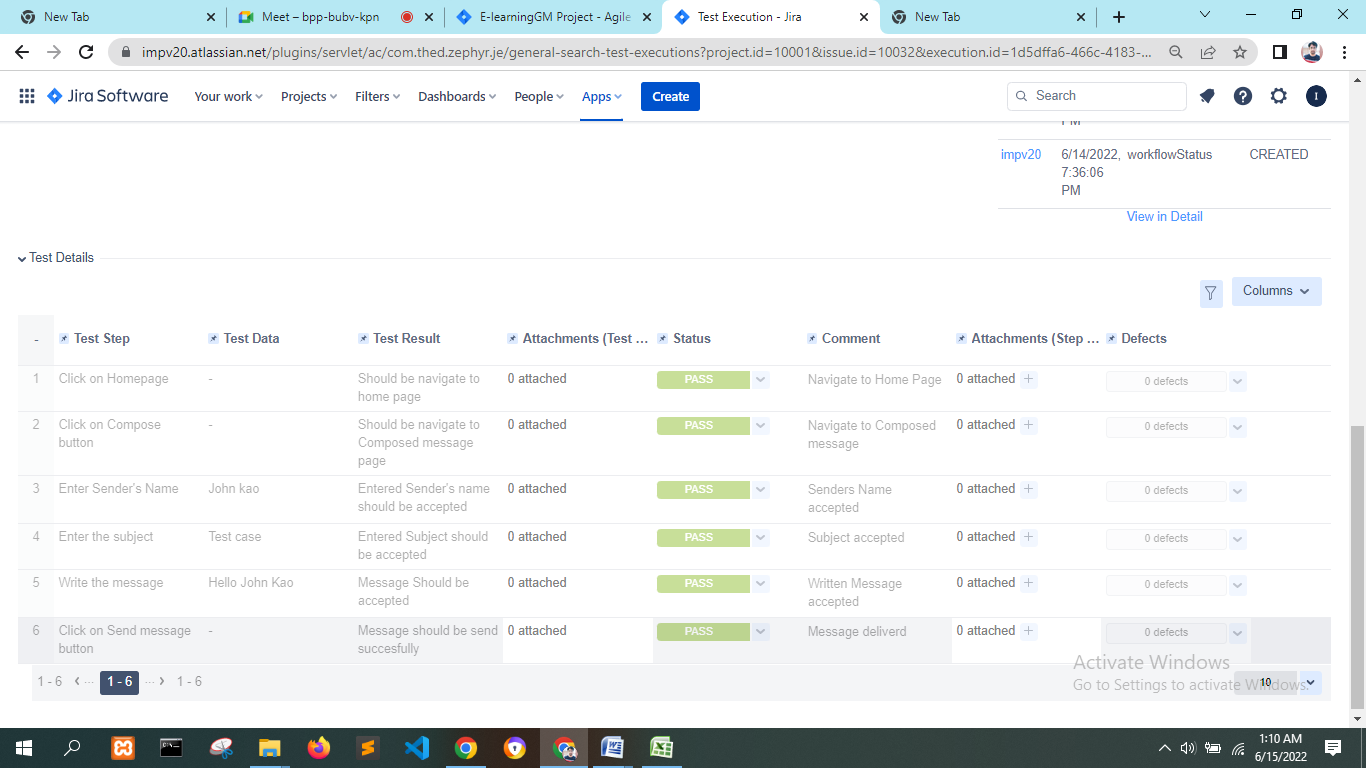 New Tab
Meet – bpp-bubv-kpn
E-learningGM Project - Agile
Test Execution - Jira
New Tab
impv20.atlassian.net/plugins/servlet/ac/com.thed.zephyr.je/general-search-test-executions?project.id=10001&issue.id=10032&execution.id=1d5dffa6-466c-4183-...
Jira Software Your work Projects Filters Dashboards People Apps Create Search I
PM
impv20 6/14/2022, workflowStatus CREATED
7:36:06
PM
View in Detail
Test Details
Columns
- Test Step Test Data Test Result Attachments (Test ... Status Comment Attachments (Step ... Defects
1 Click on Homepage - Should be navigate to 0 attached PASS Navigate to Home Page 0 attached + 0 defects
home page
2 Click on Compose - Should be navigate to 0 attached PASS Navigate to Composed 0 attached + 0 defects
button Composed message message
page
3 Enter Sender's Name John kao Entered Sender's name 0 attached PASS Senders Name 0 attached + 0 defects
should be accepted accepted
4 Enter the subject Test case Entered Subject should 0 attached PASS Subject accepted 0 attached + 0 defects
be accepted
5 Write the message Hello John Kao Message Should be 0 attached PASS Written Message 0 attached + 0 defects
accepted accepted
6 Click on Send message - Message should be send 0 attached PASS Message deliverd 0 attached + 0 defects
button succesfully
1 - 6 ‹ ... 1 - 6 ... › 1 - 6 10
Activate Windows
Go to Settings to activate Windows.
1:10 AM
6/15/2022